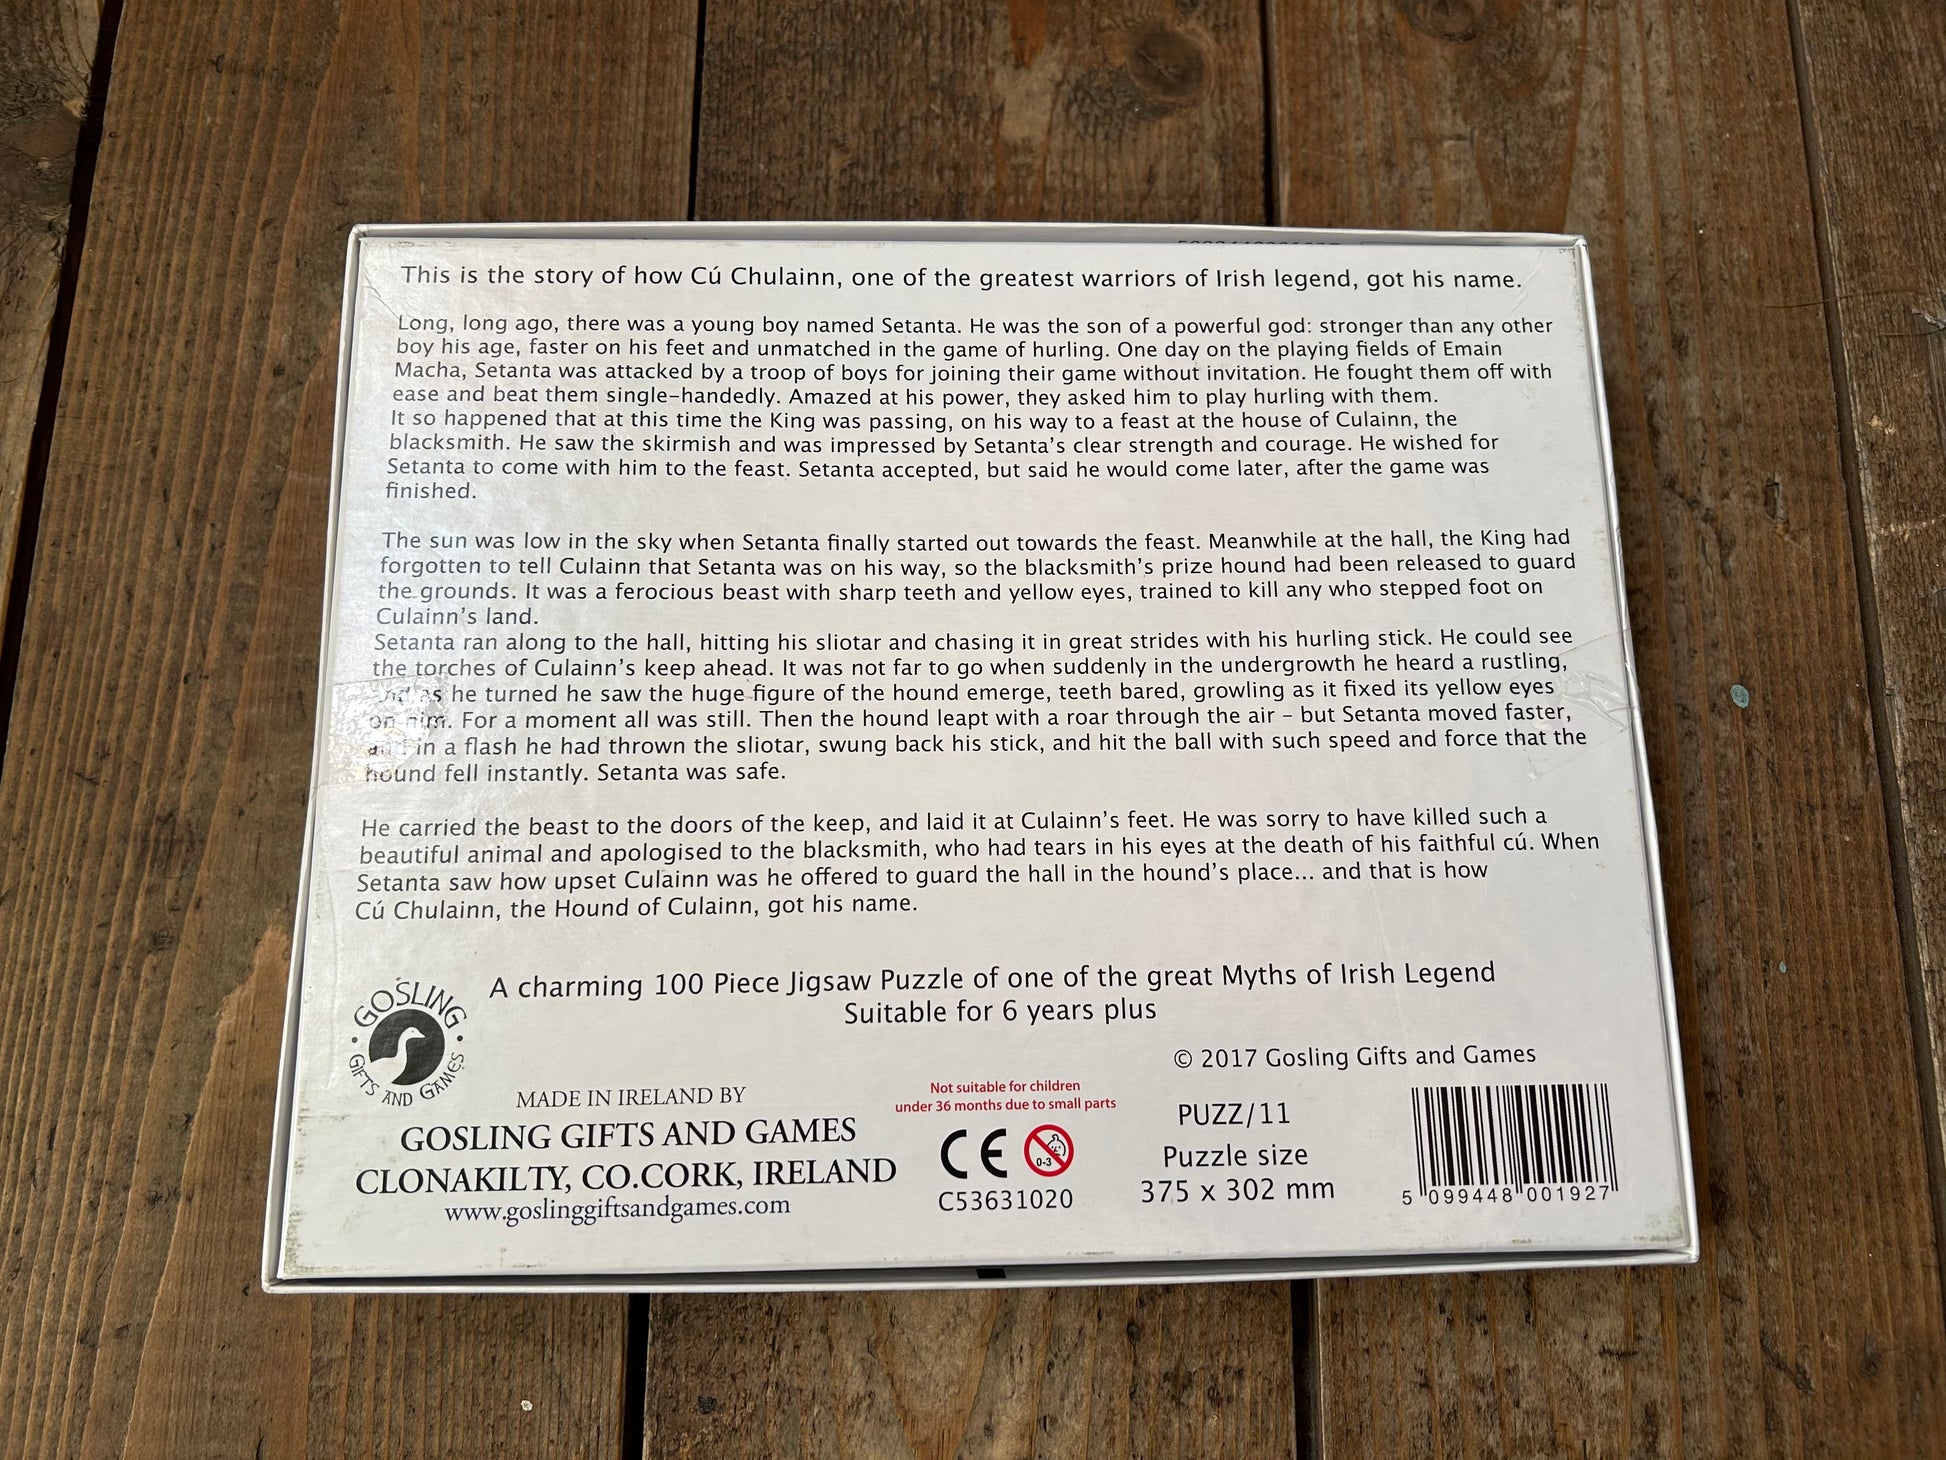 This is the story of how Cú Chulainn, one of the greatest warriors of Irish legend, got his name.
Long, long ago, there was a young boy named Setanta. He was the son of a powerful god: stronger than any other
boy his age, faster on his feet and unmatched in the game of hurling. One day on the playing fields of Emain
Macha, Setanta was attacked by a troop of boys for joining their game without invitation. He fought them off with
ease and beat them single-handedly. Amazed at his power, they asked him to play hurling with them.
It so happened that at this time the King was passing, on his way to a feast at the house of Culainn, the
blacksmith. He saw the skirmish and was impressed by Setanta's clear strength and courage. He wished for
Setanta to come with him to the feast. Setanta accepted, but said he would come later, after the game was
finished.
The sun was low in the sky when Setanta finally started out towards the feast. Meanwhile at the hall, the King had
forgotten to tell Culainn that Setanta was on his way, so the blacksmith's prize hound had been released to guard
the grounds. It was a ferocious beast with sharp teeth and yellow eyes, trained to kill any who stepped foot on
Culainn's land.
Setanta ran along to the hall, hitting his sliotar and chasing it in great strides with his hurling stick. He could see
the torches of Culainn's keep ahead. It was not far to go when suddenly in the undergrowth he heard a rustling,
and as he turned he saw the huge figure of the hound emerge, teeth bared, growling as it fixed its yellow eyes
on him. For a moment all was still. Then the hound leapt with a roar through the air – but Setanta moved faster,
and in a flash he had thrown the sliotar, swung back his stick, and hit the ball with such speed and force that the
hound fell instantly. Setanta was safe.
He carried the beast to the doors of the keep, and laid it at Culainn's feet. He was sorry to have killed such a
beautiful animal and apologised to the blacksmith, who had tears in his eyes at the death of his faithful cú. When
Setanta saw how upset Culainn was he offered to guard the hall in the hound's place... and that is how
Cú Chulainn, the Hound of Culainn, got his name.
A charming 100 Piece Jigsaw Puzzle of one of the great Myths of Irish Legend
Suitable for 6 years plus
GOSLING
GIFTS AND GAMES
© 2017 Gosling Gifts and Games
MADE IN IRELAND BY
GOSLING GIFTS AND GAMES
CLONAKILTY, CO.CORK, IRELAND
www.goslinggiftsandgames.com
Not suitable for children
under 36 months due to small parts
CE
0-3
C53631020
PUZZ/11
Puzzle size
375 x 302 mm
5 099448 001927